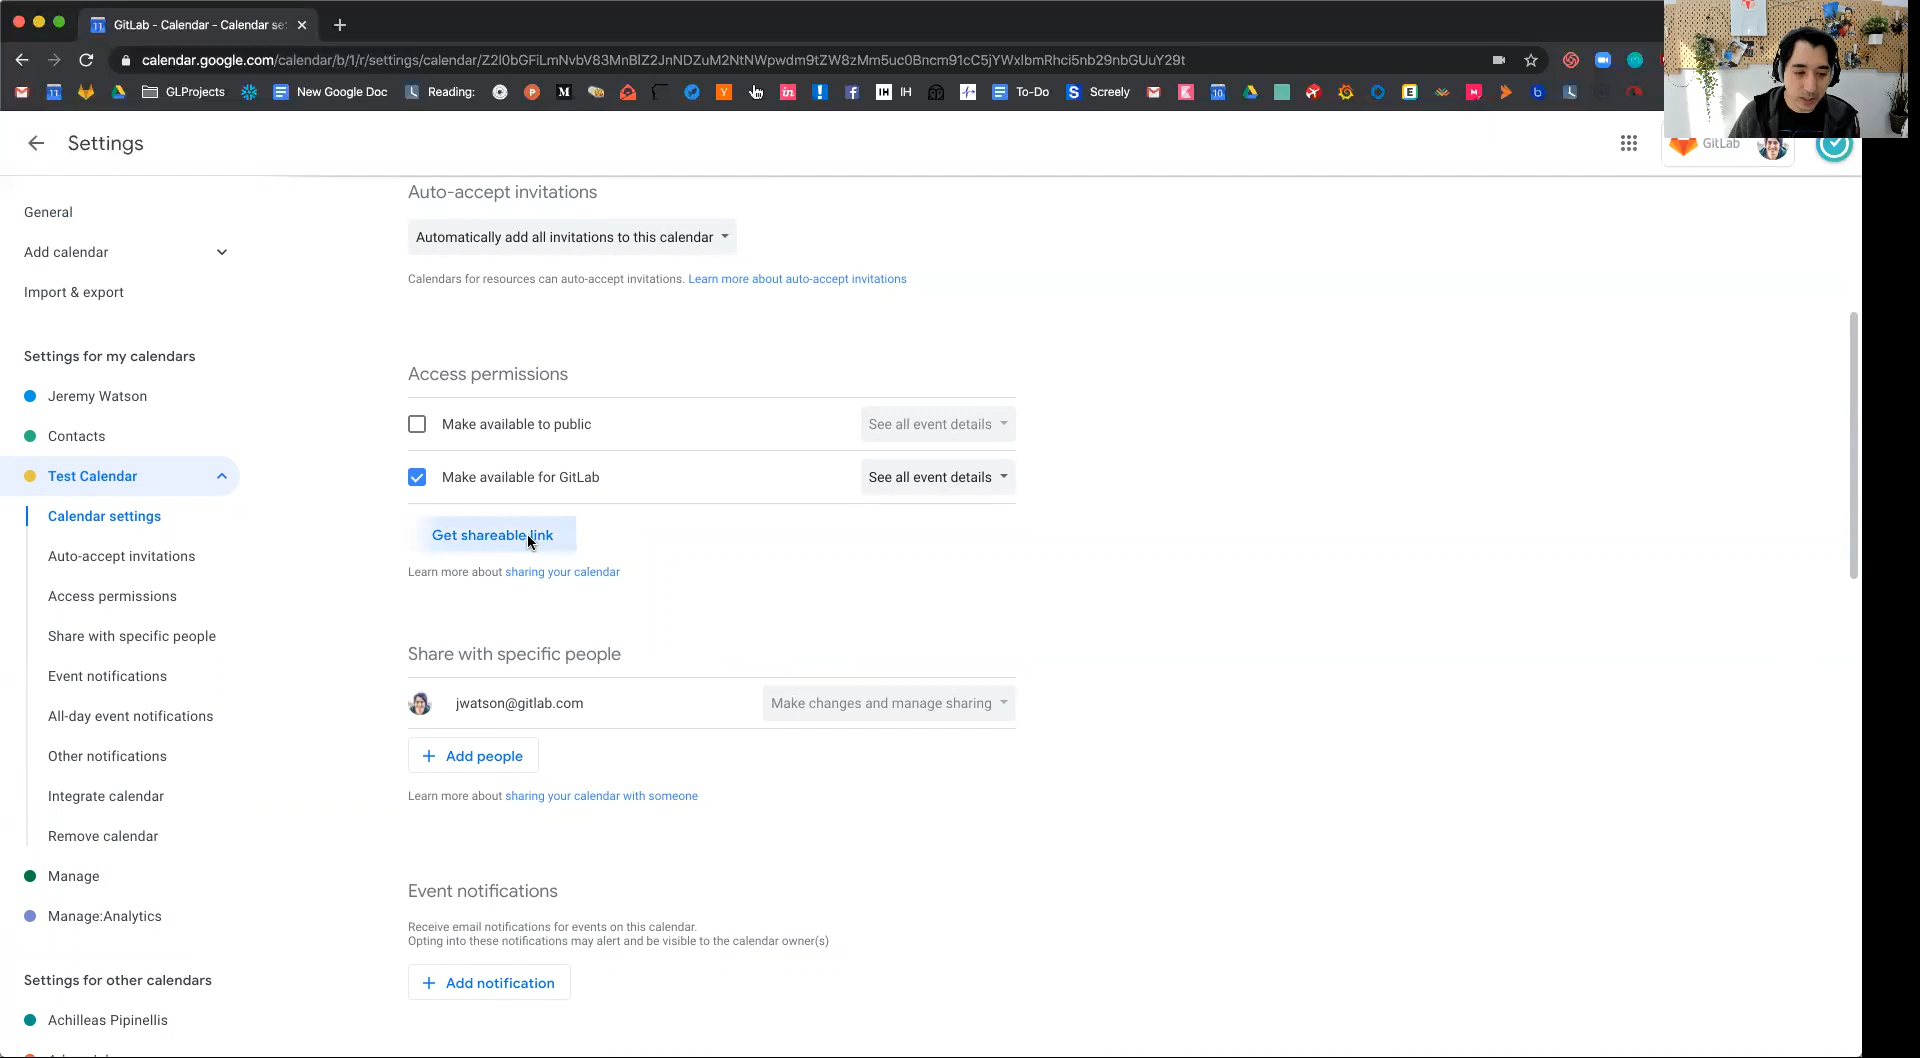 GitLab - Calendar - Calendar se
calendar.google.com/calendar/b/1/r/settings/calendar/
GLProjects
New Google Doc
Reading:
IH
To-Do
Screely
Settings
GitLab
General
Add calendar
Import & export
Settings for my calendars
Jeremy Watson
Contacts
Test Calendar
Calendar settings
Auto-accept invitations
Access permissions
Share with specific people
Event notifications
All-day event notifications
Other notifications
Integrate calendar
Remove calendar
Manage
Manage:Analytics
Settings for other calendars
Achilleas Pipinellis
Auto-accept invitations
Automatically add all invitations to this calendar
Calendars for resources can auto-accept invitations. Learn more about auto-accept invitations
Access permissions
Make available to public
See all event details
Make available for GitLab
See all event details
Get shareable link
Learn more about sharing your calendar
Share with specific people
jwatson@gitlab.com
Make changes and manage sharing
Add people
Learn more about sharing your calendar with someone
Event notifications
Receive email notifications for events on this calendar.
Opting into these notifications may alert and be visible to the calendar owner(s)
Add notification